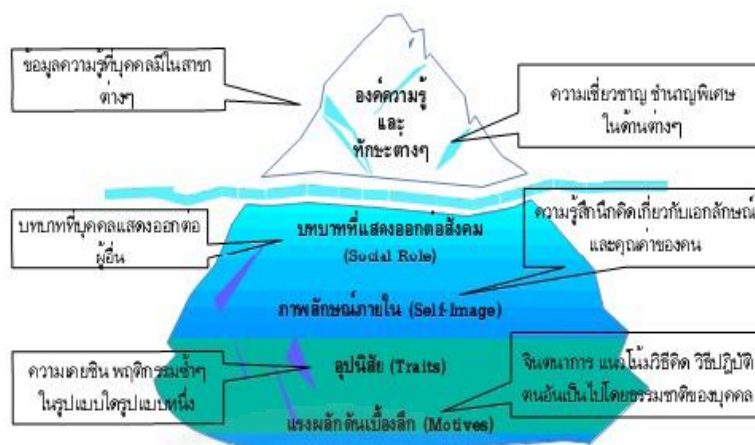 ข้อมูลความรู้ที่บุคคลมีในสาขา
ต่างๆ
องค์ความรู้
และ
ทักษะต่างๆ
ความเชี่ยวชาญ ชำนาญพิเศษ
ในด้านต่างๆ
บทบาทที่บุคคลแสดงออกต่อ
ผู้อื่น
บทบาทที่แสดงออกต่อสังคม
(Social Role)
ความรู้สึกนึกคิดเกี่ยวกับเอกลักษณ์
และคุณค่าของคน
ภาพลักษณ์ภายใน (Self-Image)
ความเคยชิน พฤติกรรมซ้ำๆ
ในรูปแบบใดรูปแบบหนึ่ง
อุปนิสัย (Traits)
จินตนาการ แนวโน้มวิธีคิด วิธีปฏิบัติ
ตนอันเป็นไปโดยธรรมชาติของบุคคล
แรงผลักดันเบื้องลึก (Motives)